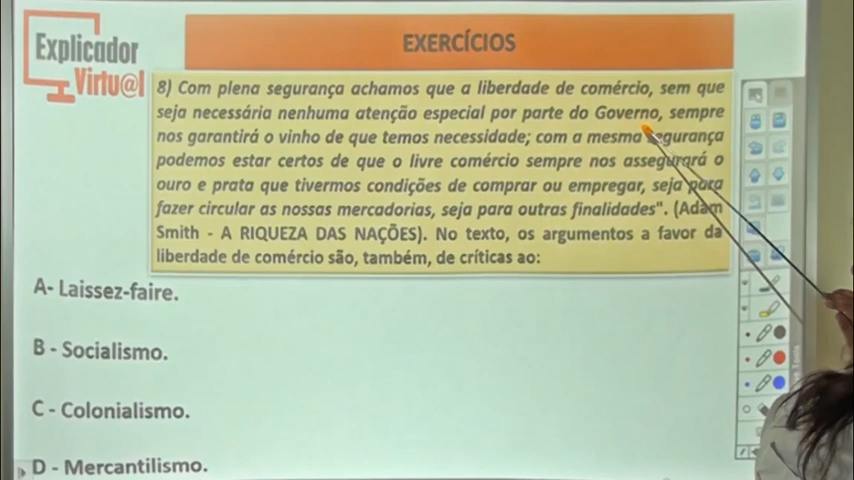 Explicador
Virtu@l
EXERCÍCIOS
8) Com plena segurança achamos que a liberdade de comércio, sem que
seja necessária nenhuma atenção especial por parte do Governo, sempre
nos garantirá o vinho de que temos necessidade; com a mesma segurança
podemos estar certos de que o livre comércio sempre nos assegurará o
ouro e prata que tivermos condições de comprar ou empregar, seja para
fazer circular as nossas mercadorias, seja para outras finalidades". (Adam
Smith - A RIQUEZA DAS NAÇÕES). No texto, os argumentos a favor da
liberdade de comércio são, também, de críticas ao:
A- Laissez-faire.
B - Socialismo.
C - Colonialismo.
D - Mercantilismo.